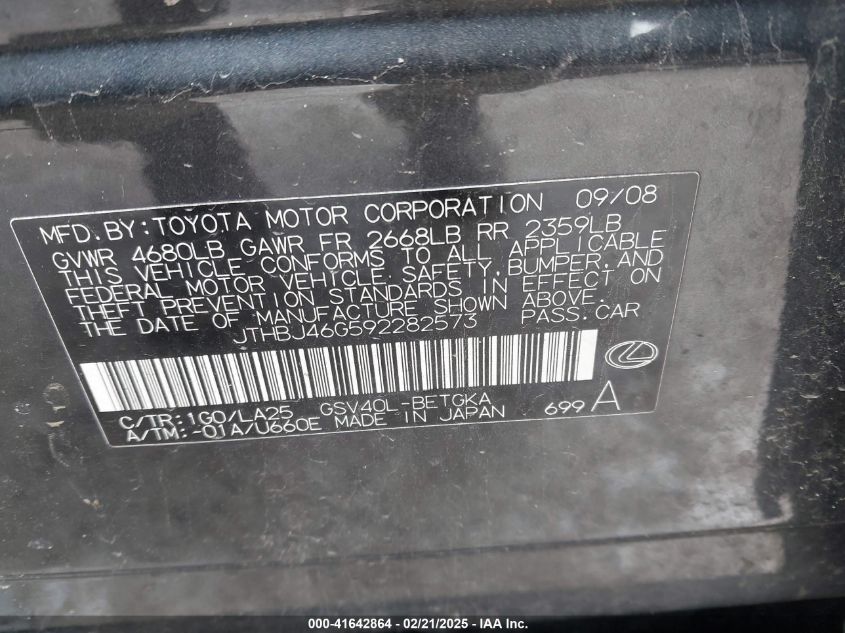 MFD.BY:TOYOTA MOTOR CORPORATION 09/08
GVWR 4680LB GAWR FR 2668LB RR 2359LB
THIS VEHICLE CONFORMS TO ALL APPLICABLE
FEDERAL MOTOR VEHICLE SAFETY,BUMPER,AND
THEFT PREVENTION STANDARDS IN EFFECT ON
THE DATE OF MANUFACTURE SHOWN ABOVE.
JTHBJ46G592282573 PASS.CAR
C/TR:1G0/LA25 GSV40L-BETGKA
A/TM:-01A/U660E MADE IN JAPAN 699 A
000-41642864 / 02/21/2025 - IAA Inc.